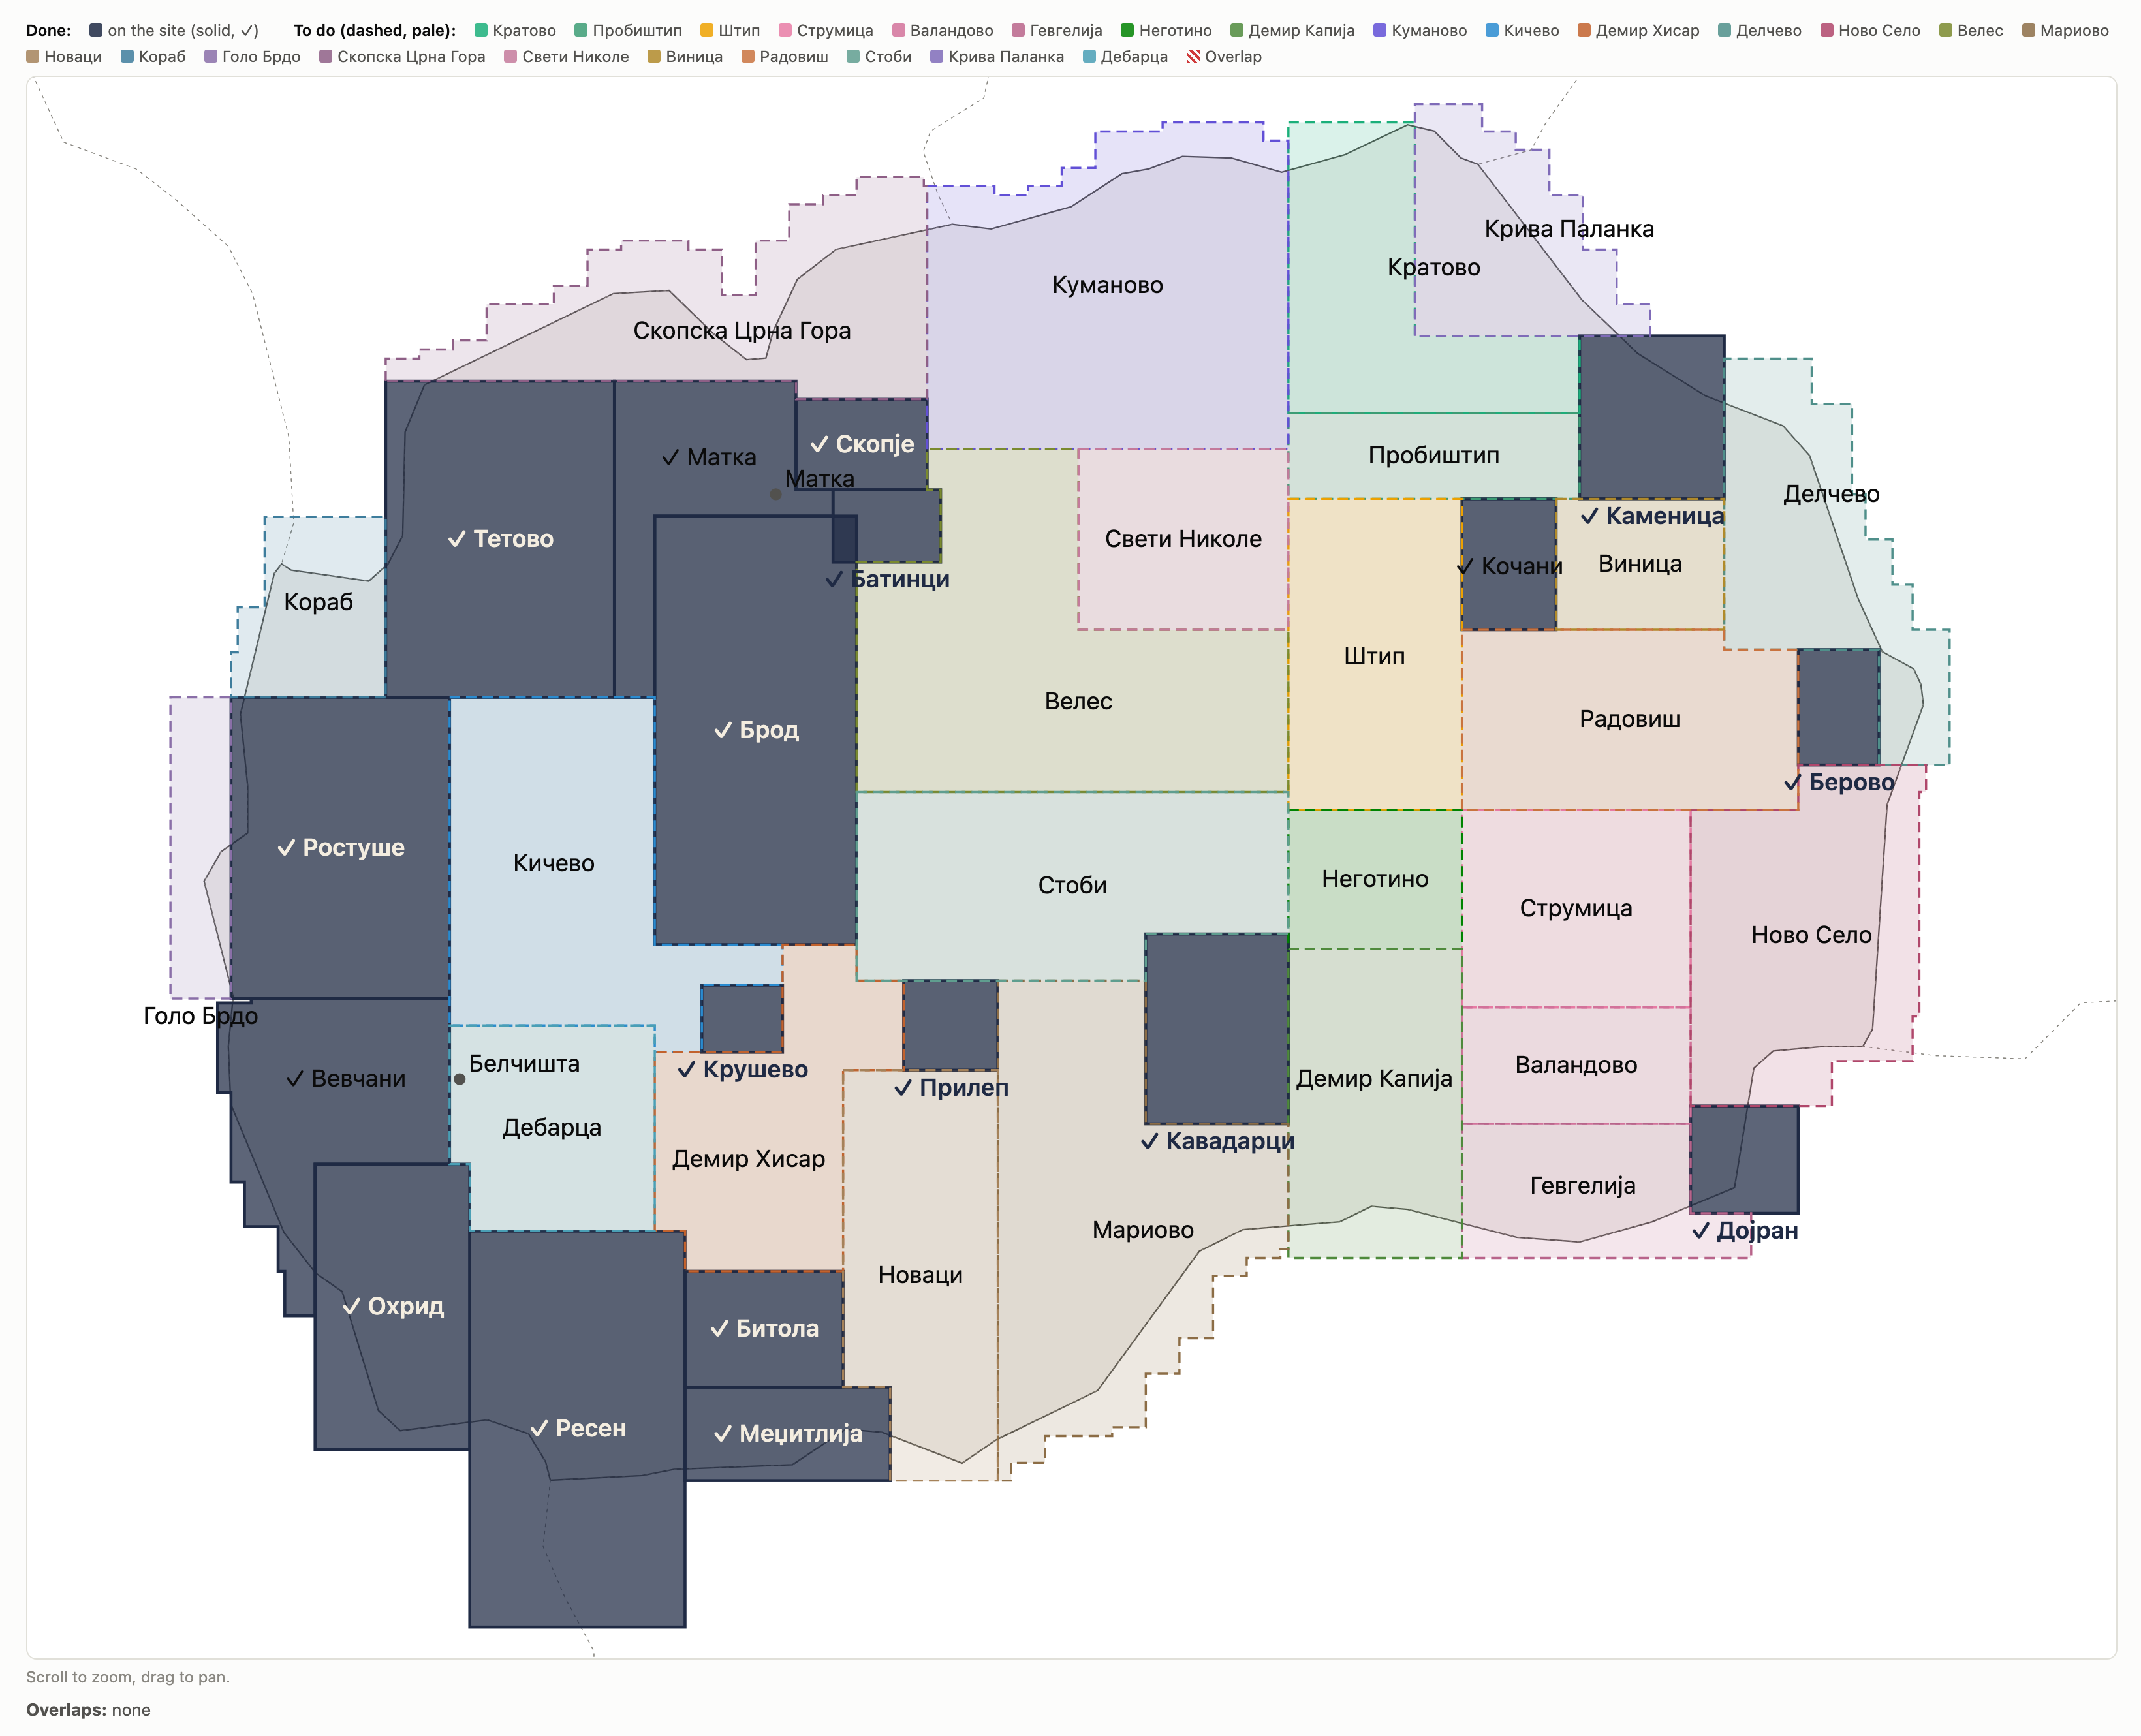 Done: on the site (solid, ✓) To do (dashed, pale): Кратово Пробиштип Штип Струмица Валандово Гевгелија Неготино Демир Капија Куманово Кичево Демир Хисар Делчево Ново Село Велес Мариово
Новаци Кораб Голо Брдо Скопска Црна Гора Свети Николе Виница Радовиш Стоби Крива Паланка Дебарца Overlap
Крива Паланка
Кратово
Куманово
Скопска Црна Гора
✓ Скопје
✓ Матка
Пробиштип
Матка
Делчево
✓ Каменица
✓ Тетово
Свети Николе
Виница
✓ Кочани
✓ Батинци
Кораб
Штип
Велес
Радовиш
✓ Брод
✓ Берово
✓ Ростуше
Кичево
Неготино
Стоби
Струмица
Ново Село
Голо Брдо
Белчишта
✓ Крушево
Валандово
✓ Вевчани
Демир Капија
✓ Прилеп
Дебарца
✓ Кавадарци
Демир Хисар
Гевгелија
Мариово
✓ Дојран
Новаци
✓ Охрид
✓ Битола
✓ Ресен
✓ Меџитлија
Scroll to zoom, drag to pan.
Overlaps: none